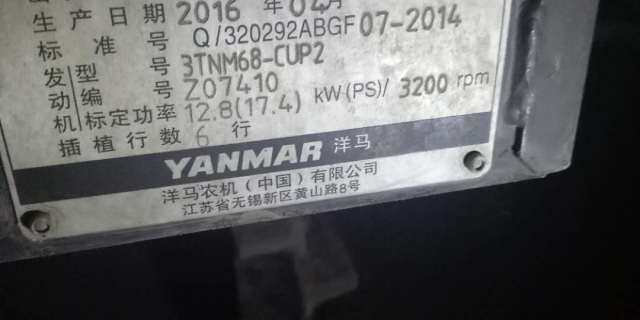 生产日期 2016 年 04 月
标准号 Q/320292ABGF07-2014
发 型号 3TNM68-CUP2
动 编号 Z07410
机 标定功率 12.8(17.4) kW(PS)/ 3200 rpm
插植行数 6 行
YANMAR 洋马
洋马农机（中国）有限公司
江苏省无锡新区黄山路8号